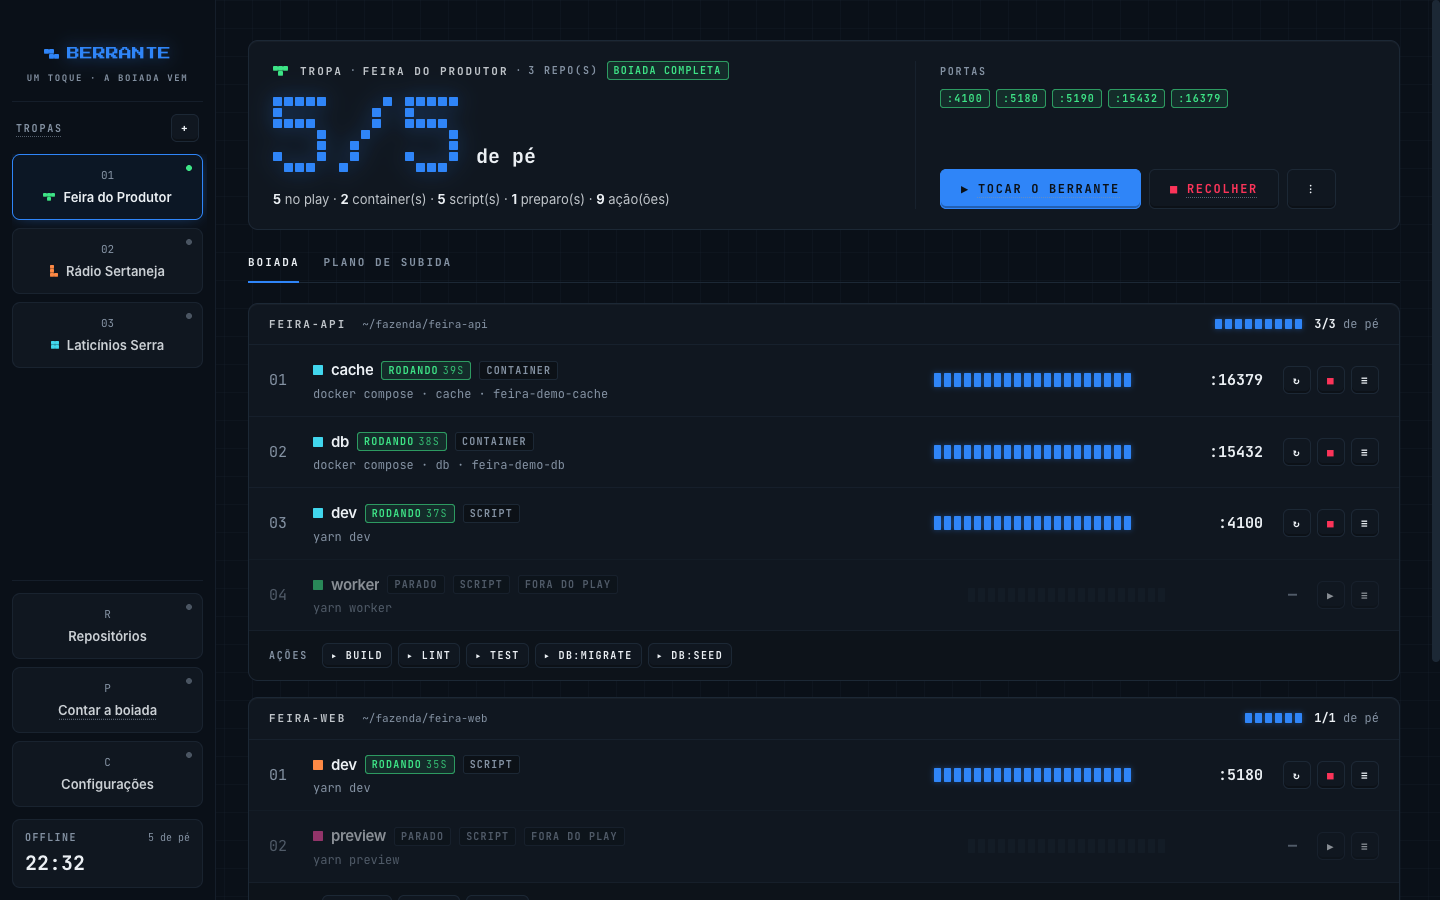 BERRANTE
UM TOQUE · A BOIADA VEM
TROPAS
+
01
Feira do Produtor
02
Rádio Sertaneja
03
Laticínios Serra
R
Repositórios
P
Contar a boiada
C
Configurações
OFFLINE 5 de pé
22:32
TROPA · FEIRA DO PRODUTOR · 3 REPO(S) BOIADA COMPLETA
5/5 de pé
5 no play · 2 container(s) · 5 script(s) · 1 preparo(s) · 9 ação(ões)
PORTAS
:4100 :5180 :5190 :15432 :16379
▶ TOCAR O BERRANTE ■ RECOLHER ⋮
BOIADA PLANO DE SUBIDA
FEIRA-API ~/fazenda/feira-api 3/3 de pé
01 cache RODANDO 39S CONTAINER :16379 ↻ ■ ≡
docker compose · cache · feira-demo-cache
02 db RODANDO 38S CONTAINER :15432 ↻ ■ ≡
docker compose · db · feira-demo-db
03 dev RODANDO 37S SCRIPT :4100 ↻ ■ ≡
yarn dev
04 worker PARADO SCRIPT FORA DO PLAY — ▶ ≡
yarn worker
AÇÕES ▸ BUILD ▸ LINT ▸ TEST ▸ DB:MIGRATE ▸ DB:SEED
FEIRA-WEB ~/fazenda/feira-web 1/1 de pé
01 dev RODANDO 35S SCRIPT :5180 ↻ ■ ≡
yarn dev
02 preview PARADO SCRIPT FORA DO PLAY — ▶ ≡
yarn preview